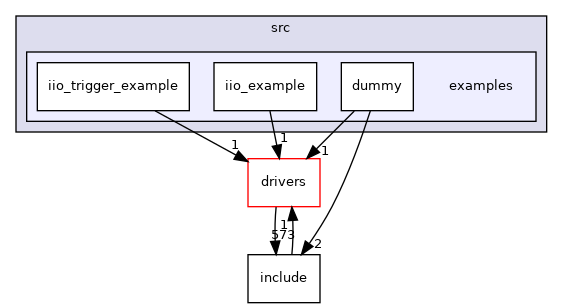 src
iio_trigger_example
iio_example
dummy
examples
1
1
1
drivers
1
573
2
include